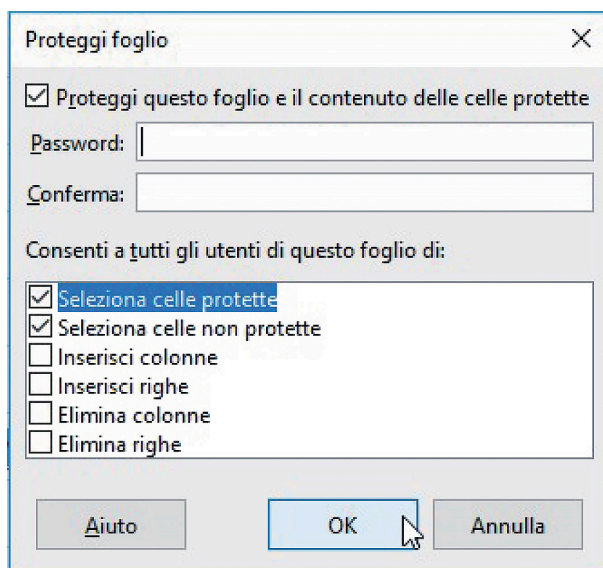 Proteggi foglio
Proteggi questo foglio e il contenuto delle celle protette
Password:
Conferma:
Consenti a tutti gli utenti di questo foglio di:
Seleziona celle protette
Seleziona celle non protette
Inserisci colonne
Inserisci righe
Elimina colonne
Elimina righe
Aiuto OK Annulla